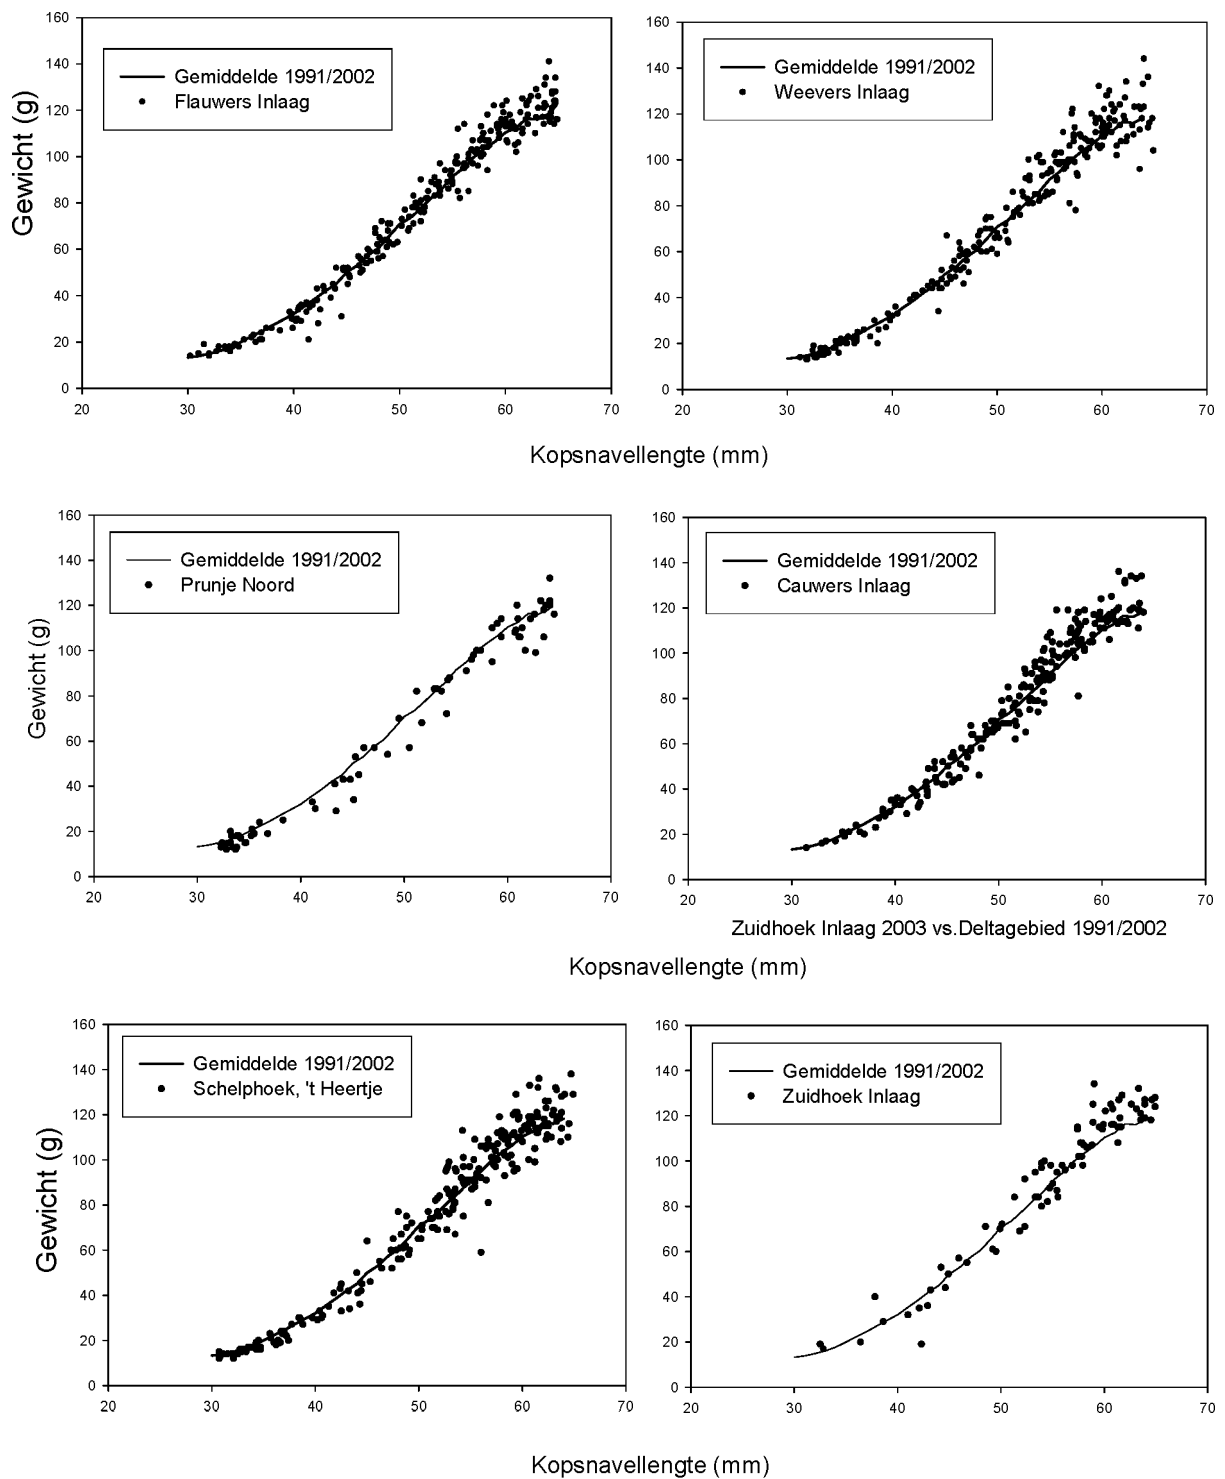 160
140
120
100
80
60
40
20
0
Gewicht (g)
Gemiddelde 1991/2002
Flauwers Inlaag
20 30 40 50 60 70
160
140
120
100
80
60
40
20
0
Gemiddelde 1991/2002
Weevers Inlaag
20 30 40 50 60 70
Kopsnavellengte (mm)
160
140
120
100
80
60
40
20
0
Gewicht (g)
Gemiddelde 1991/2002
Prunje Noord
20 30 40 50 60 70
160
140
120
100
80
60
40
20
0
Gemiddelde 1991/2002
Cauwers Inlaag
20 30 40 50 60 70
Zuidhoek Inlaag 2003 vs.Deltagebied 1991/2002
Kopsnavellengte (mm)
160
140
120
100
80
60
40
20
0
Gewicht (g)
Gemiddelde 1991/2002
Schelphoek, 't Heertje
20 30 40 50 60 70
160
140
120
100
80
60
40
20
0
Gemiddelde 1991/2002
Zuidhoek Inlaag
20 30 40 50 60 70
Kopsnavellengte (mm)